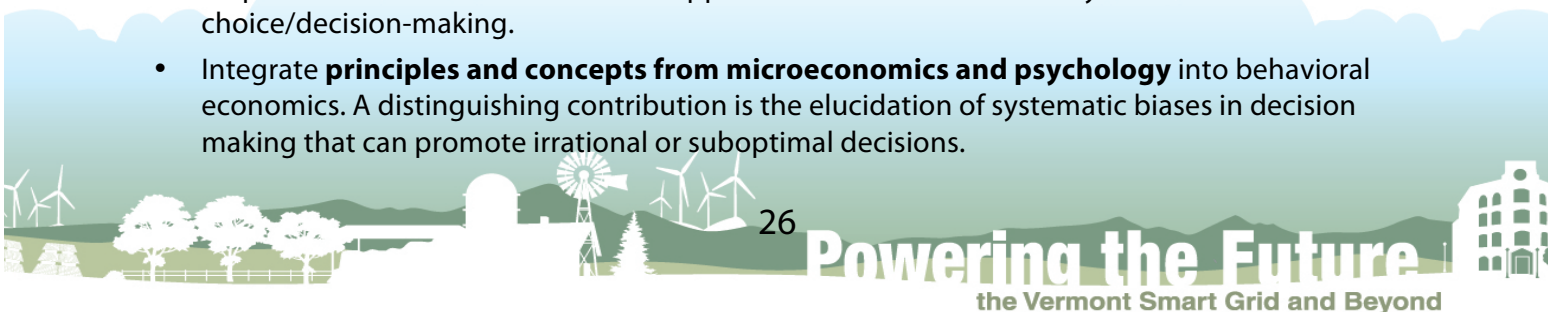 choice/decision-making.
• Integrate principles and concepts from microeconomics and psychology into behavioral
economics. A distinguishing contribution is the elucidation of systematic biases in decision
making that can promote irrational or suboptimal decisions.
26
Powering the Future
the Vermont Smart Grid and Beyond